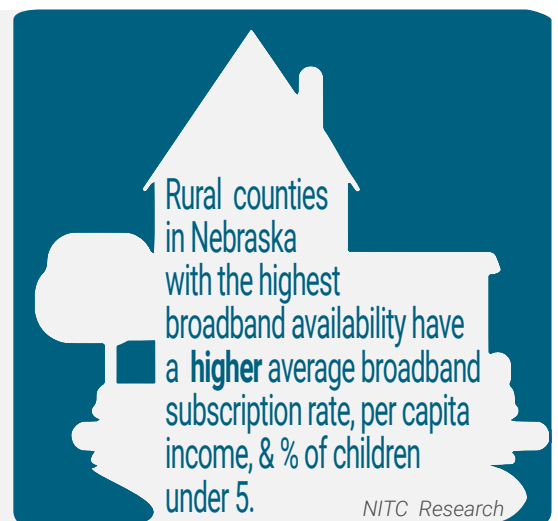 Rural counties
in Nebraska
with the highest
broadband availability have
a higher average broadband
subscription rate, per capita
income, & % of children
under 5.
NITC Research